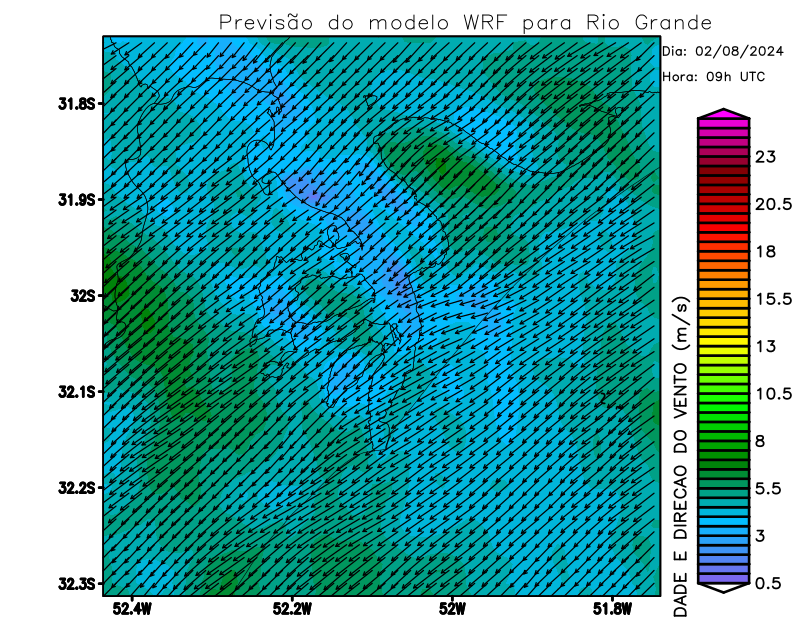 Previsão do modelo WRF para Rio Grande
Dia: 02/08/2024
Hora: 09h UTC
31.8S
31.9S
32S
32.1S
32.2S
32.3S
52.4W
52.2W
52W
51.8W
23
20.5
18
15.5
13
10.5
8
5.5
3
0.5
DADE E DIRECAO DO VENTO (m/s)